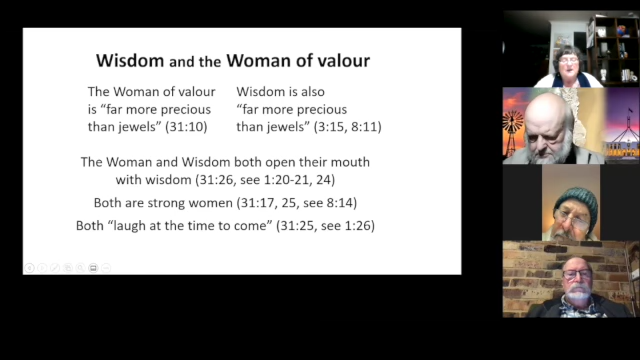 Wisdom and the Woman of valour
The Woman of valour
is “far more precious
than jewels” (31:10)
Wisdom is also
“far more precious
than jewels” (3:15, 8:11)
The Woman and Wisdom both open their mouth
with wisdom (31:26, see 1:20-21, 24)
Both are strong women (31:17, 25, see 8:14)
Both “laugh at the time to come” (31:25, see 1:26)